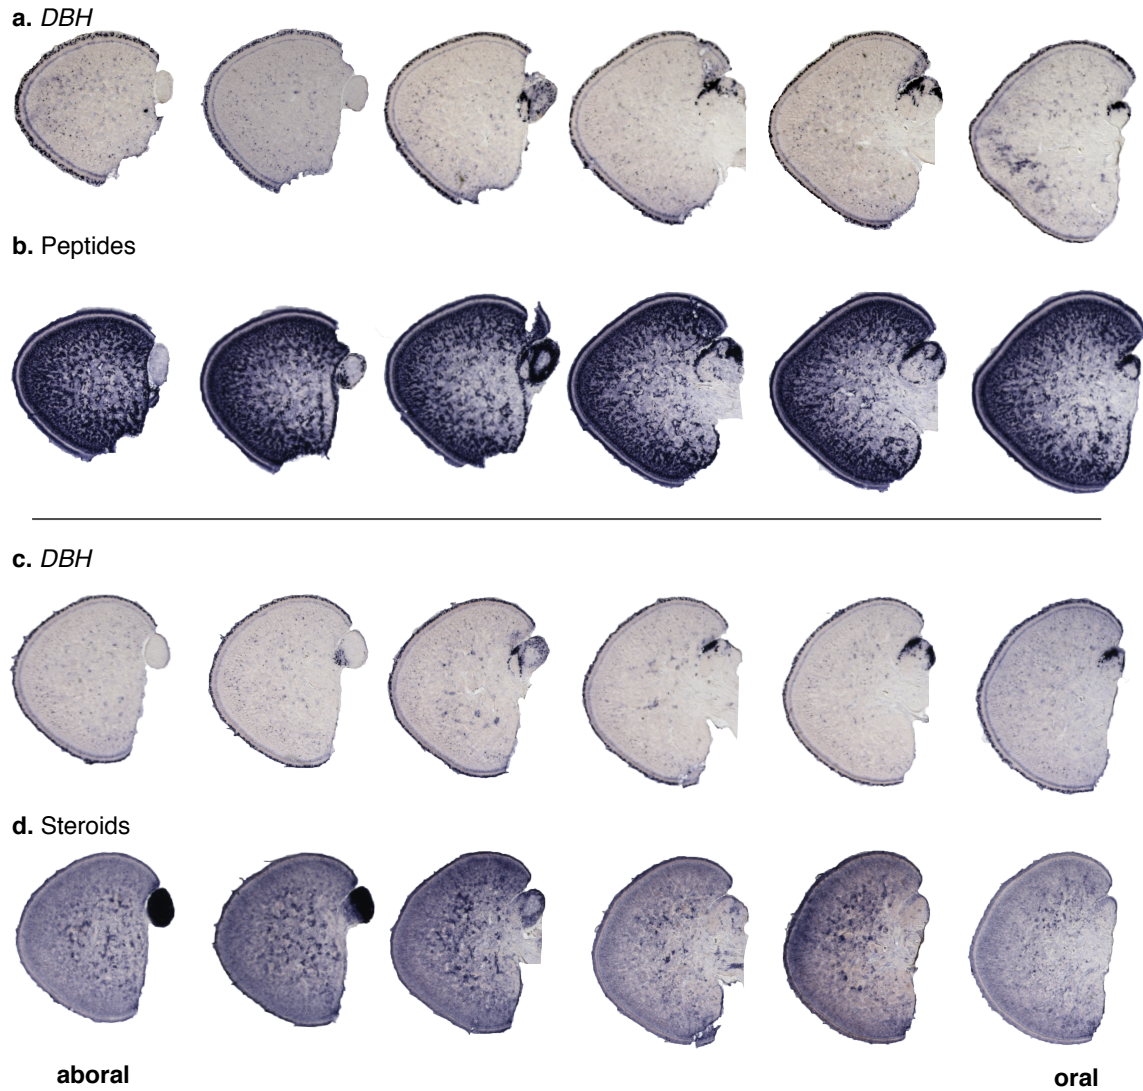 a. DBH
b. Peptides
c. DBH
d. Steroids
aboral
oral